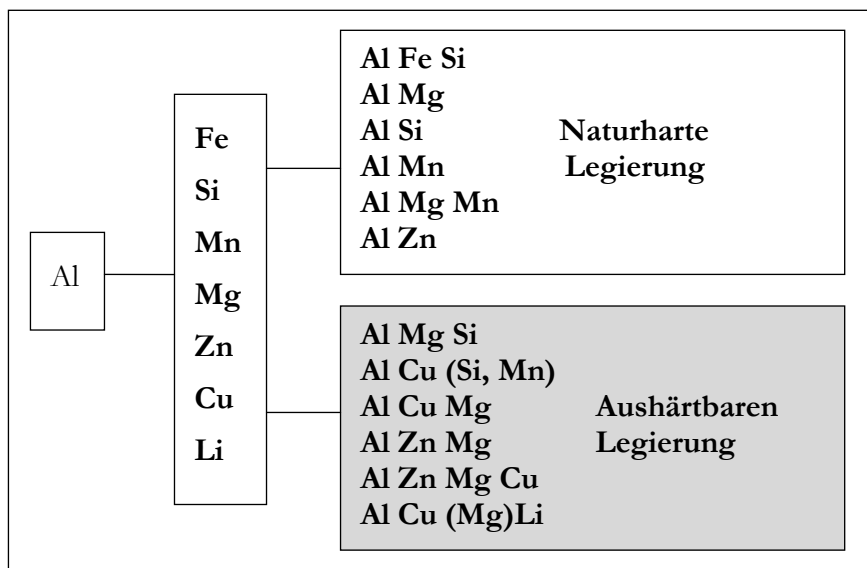 Al
Fe
Si
Mn
Mg
Zn
Cu
Li
Al Fe Si
Al Mg
Al Si Naturharte
Al Mn Legierung
Al Mg Mn
Al Zn
Al Mg Si
Al Cu (Si, Mn)
Al Cu Mg Aushärtbaren
Al Zn Mg Legierung
Al Zn Mg Cu
Al Cu (Mg)Li